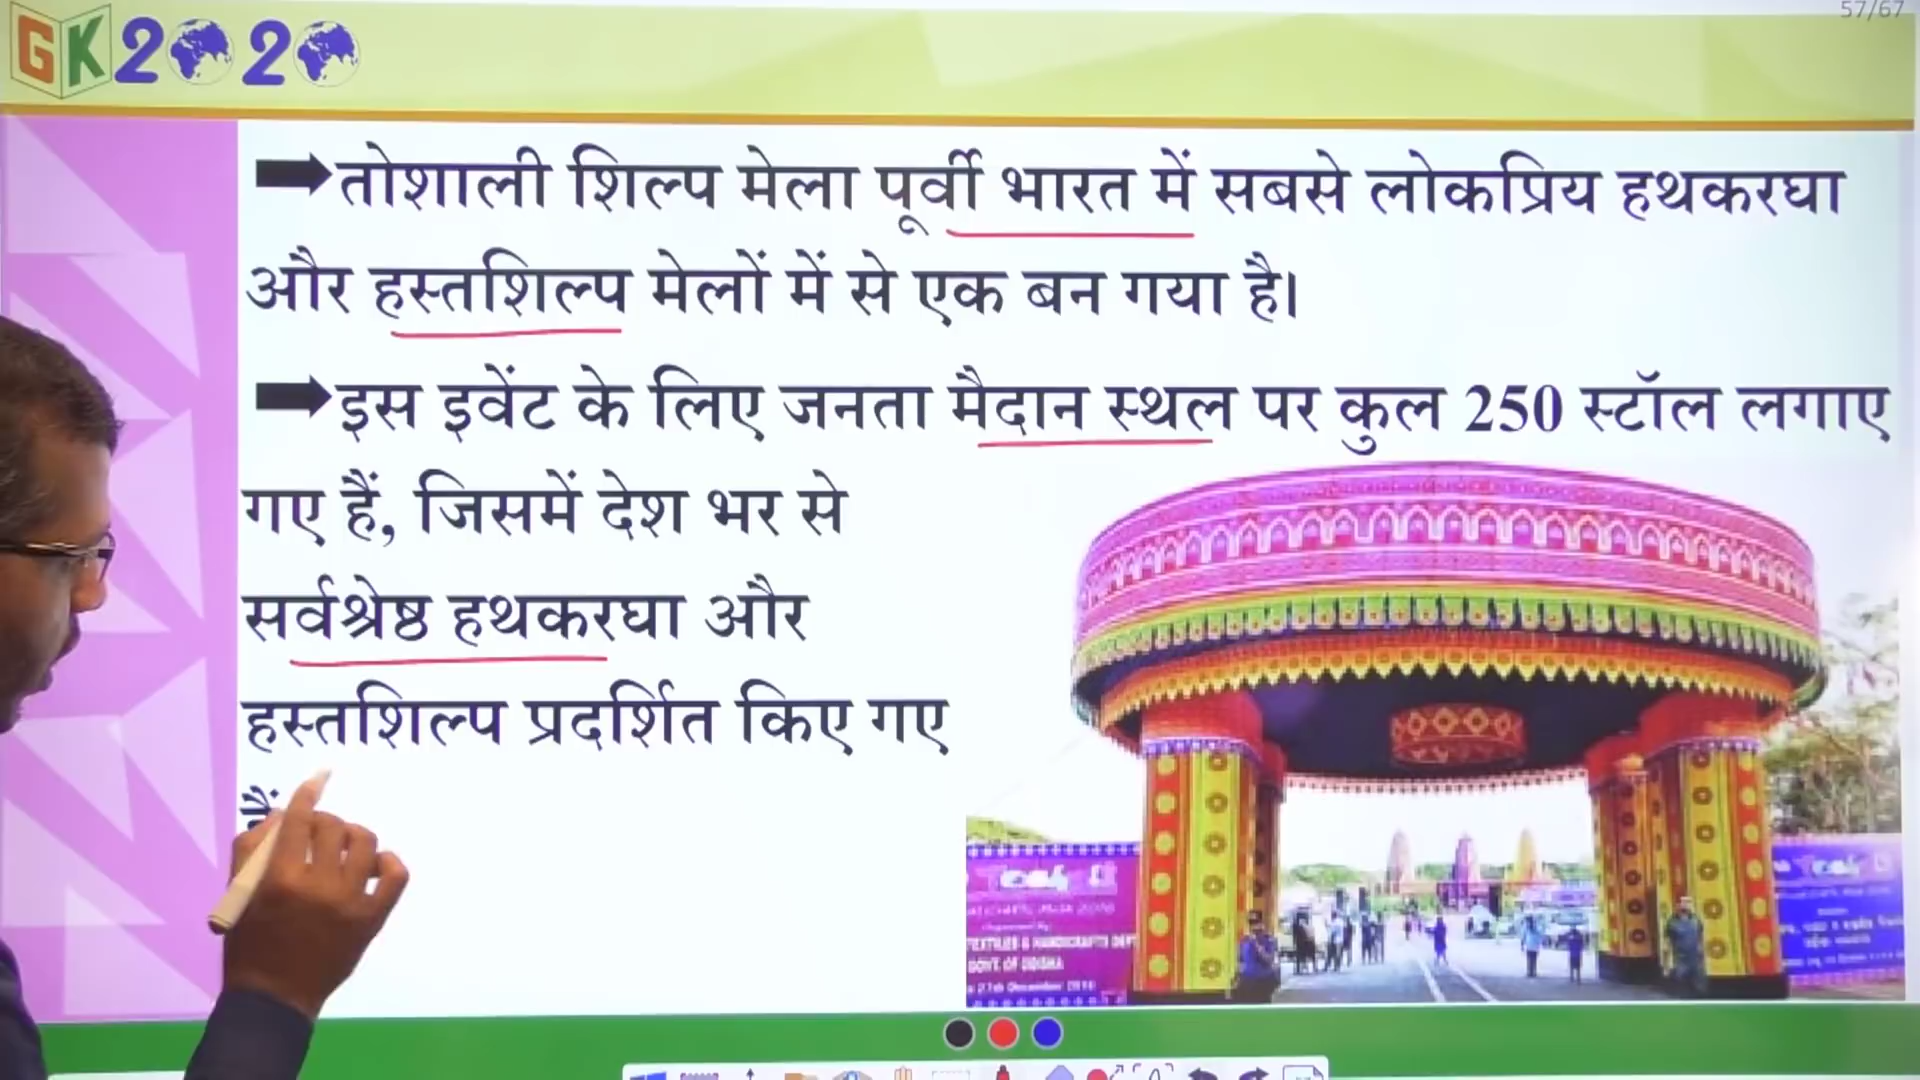 57/67
GK2020
तोशाली शिल्प मेला पूर्वी भारत में सबसे लोकप्रिय हथकरघा
और हस्तशिल्प मेलों में से एक बन गया है।
इस इवेंट के लिए जनता मैदान स्थल पर कुल 250 स्टॉल लगाए
गए हैं, जिसमें देश भर से
सर्वश्रेष्ठ हथकरघा और
हस्तशिल्प प्रदर्शित किए गए
हैं
TEXTILES & HANDICRAFTS DEPT
GOVT. OF ODISHA